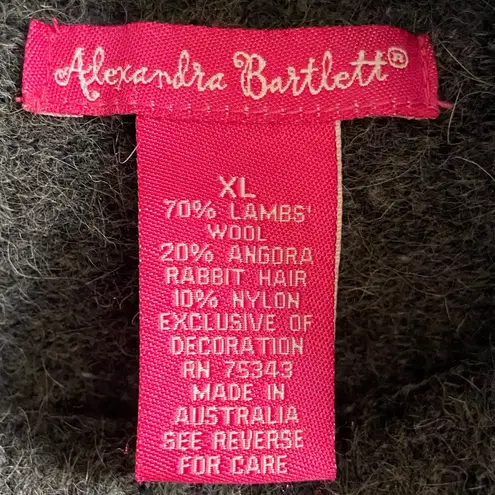 Alexandra Bartlett®
XL
70% LAMBS'
WOOL
20% ANGORA
RABBIT HAIR
10% NYLON
EXCLUSIVE OF
DECORATION
RN 75343
MADE IN
AUSTRALIA
SEE REVERSE
FOR CARE